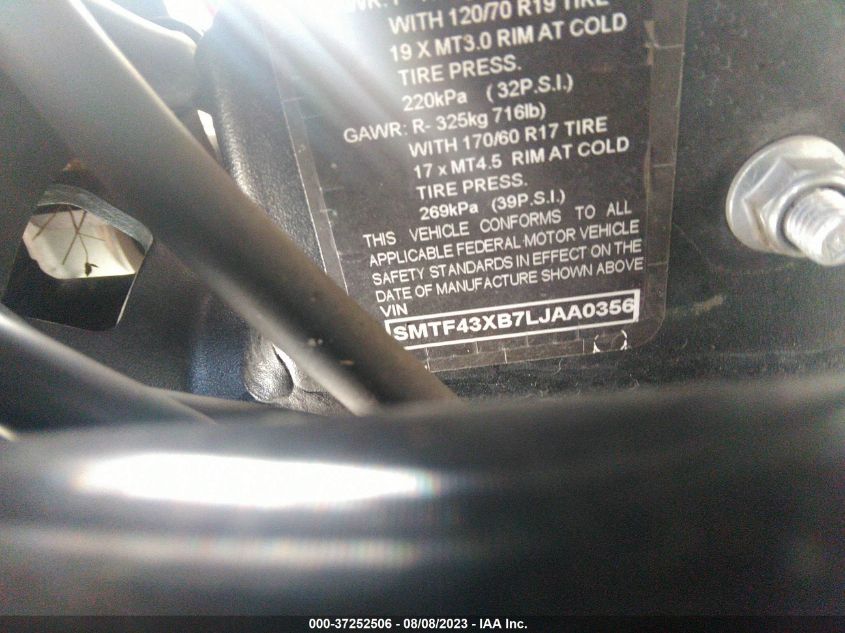 WITH 120/70 R19 TIRE
19 X MT3.0 RIM AT COLD
TIRE PRESS.
220kPa ( 32P.S.I.)
GAWR: R- 325kg 716lb)
WITH 170/60 R17 TIRE
17 x MT4.5 RIM AT COLD
TIRE PRESS.
269kPa (39P.S.I.)
THIS VEHICLE CONFORMS TO ALL
APPLICABLE FEDERAL MOTOR VEHICLE
SAFETY STANDARDS IN EFFECT ON THE
DATE OF MANUFACTURE SHOWN ABOVE
VIN
SMTF43XB7LJAA0356
000-37252506 - 08/08/2023 - IAA Inc.